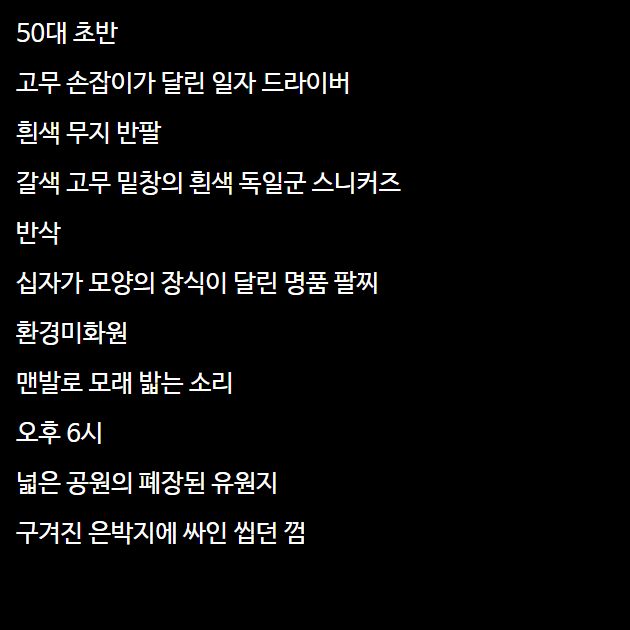 50대 초반
고무 손잡이가 달린 일자 드라이버
흰색 무지 반팔
갈색 고무 밑창의 흰색 독일군 스니커즈
반삭
십자가 모양의 장식이 달린 명품 팔찌
환경미화원
맨발로 모래 밟는 소리
오후 6시
넓은 공원의 폐장된 유원지
구겨진 은박지에 싸인 씹던 껌